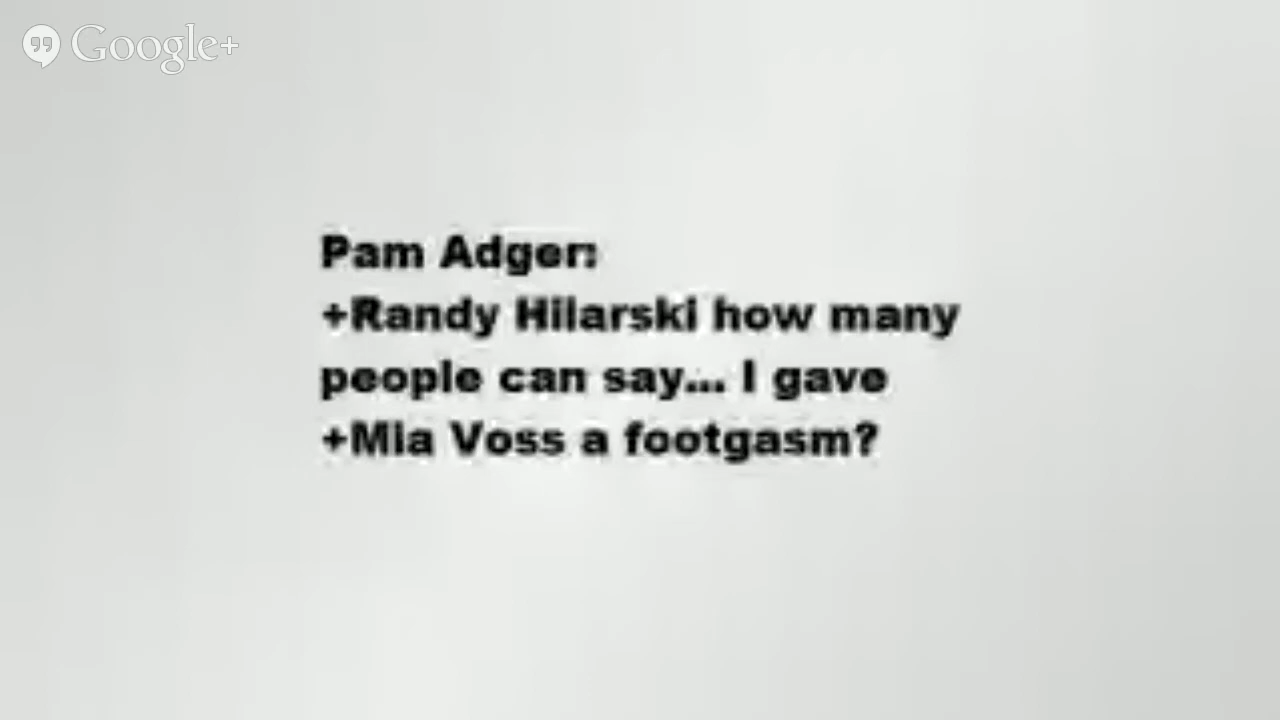 Google+
Pam Adger:
+Randy Hilarski how many
people can say... I gave
+Mia Voss a footgasm?